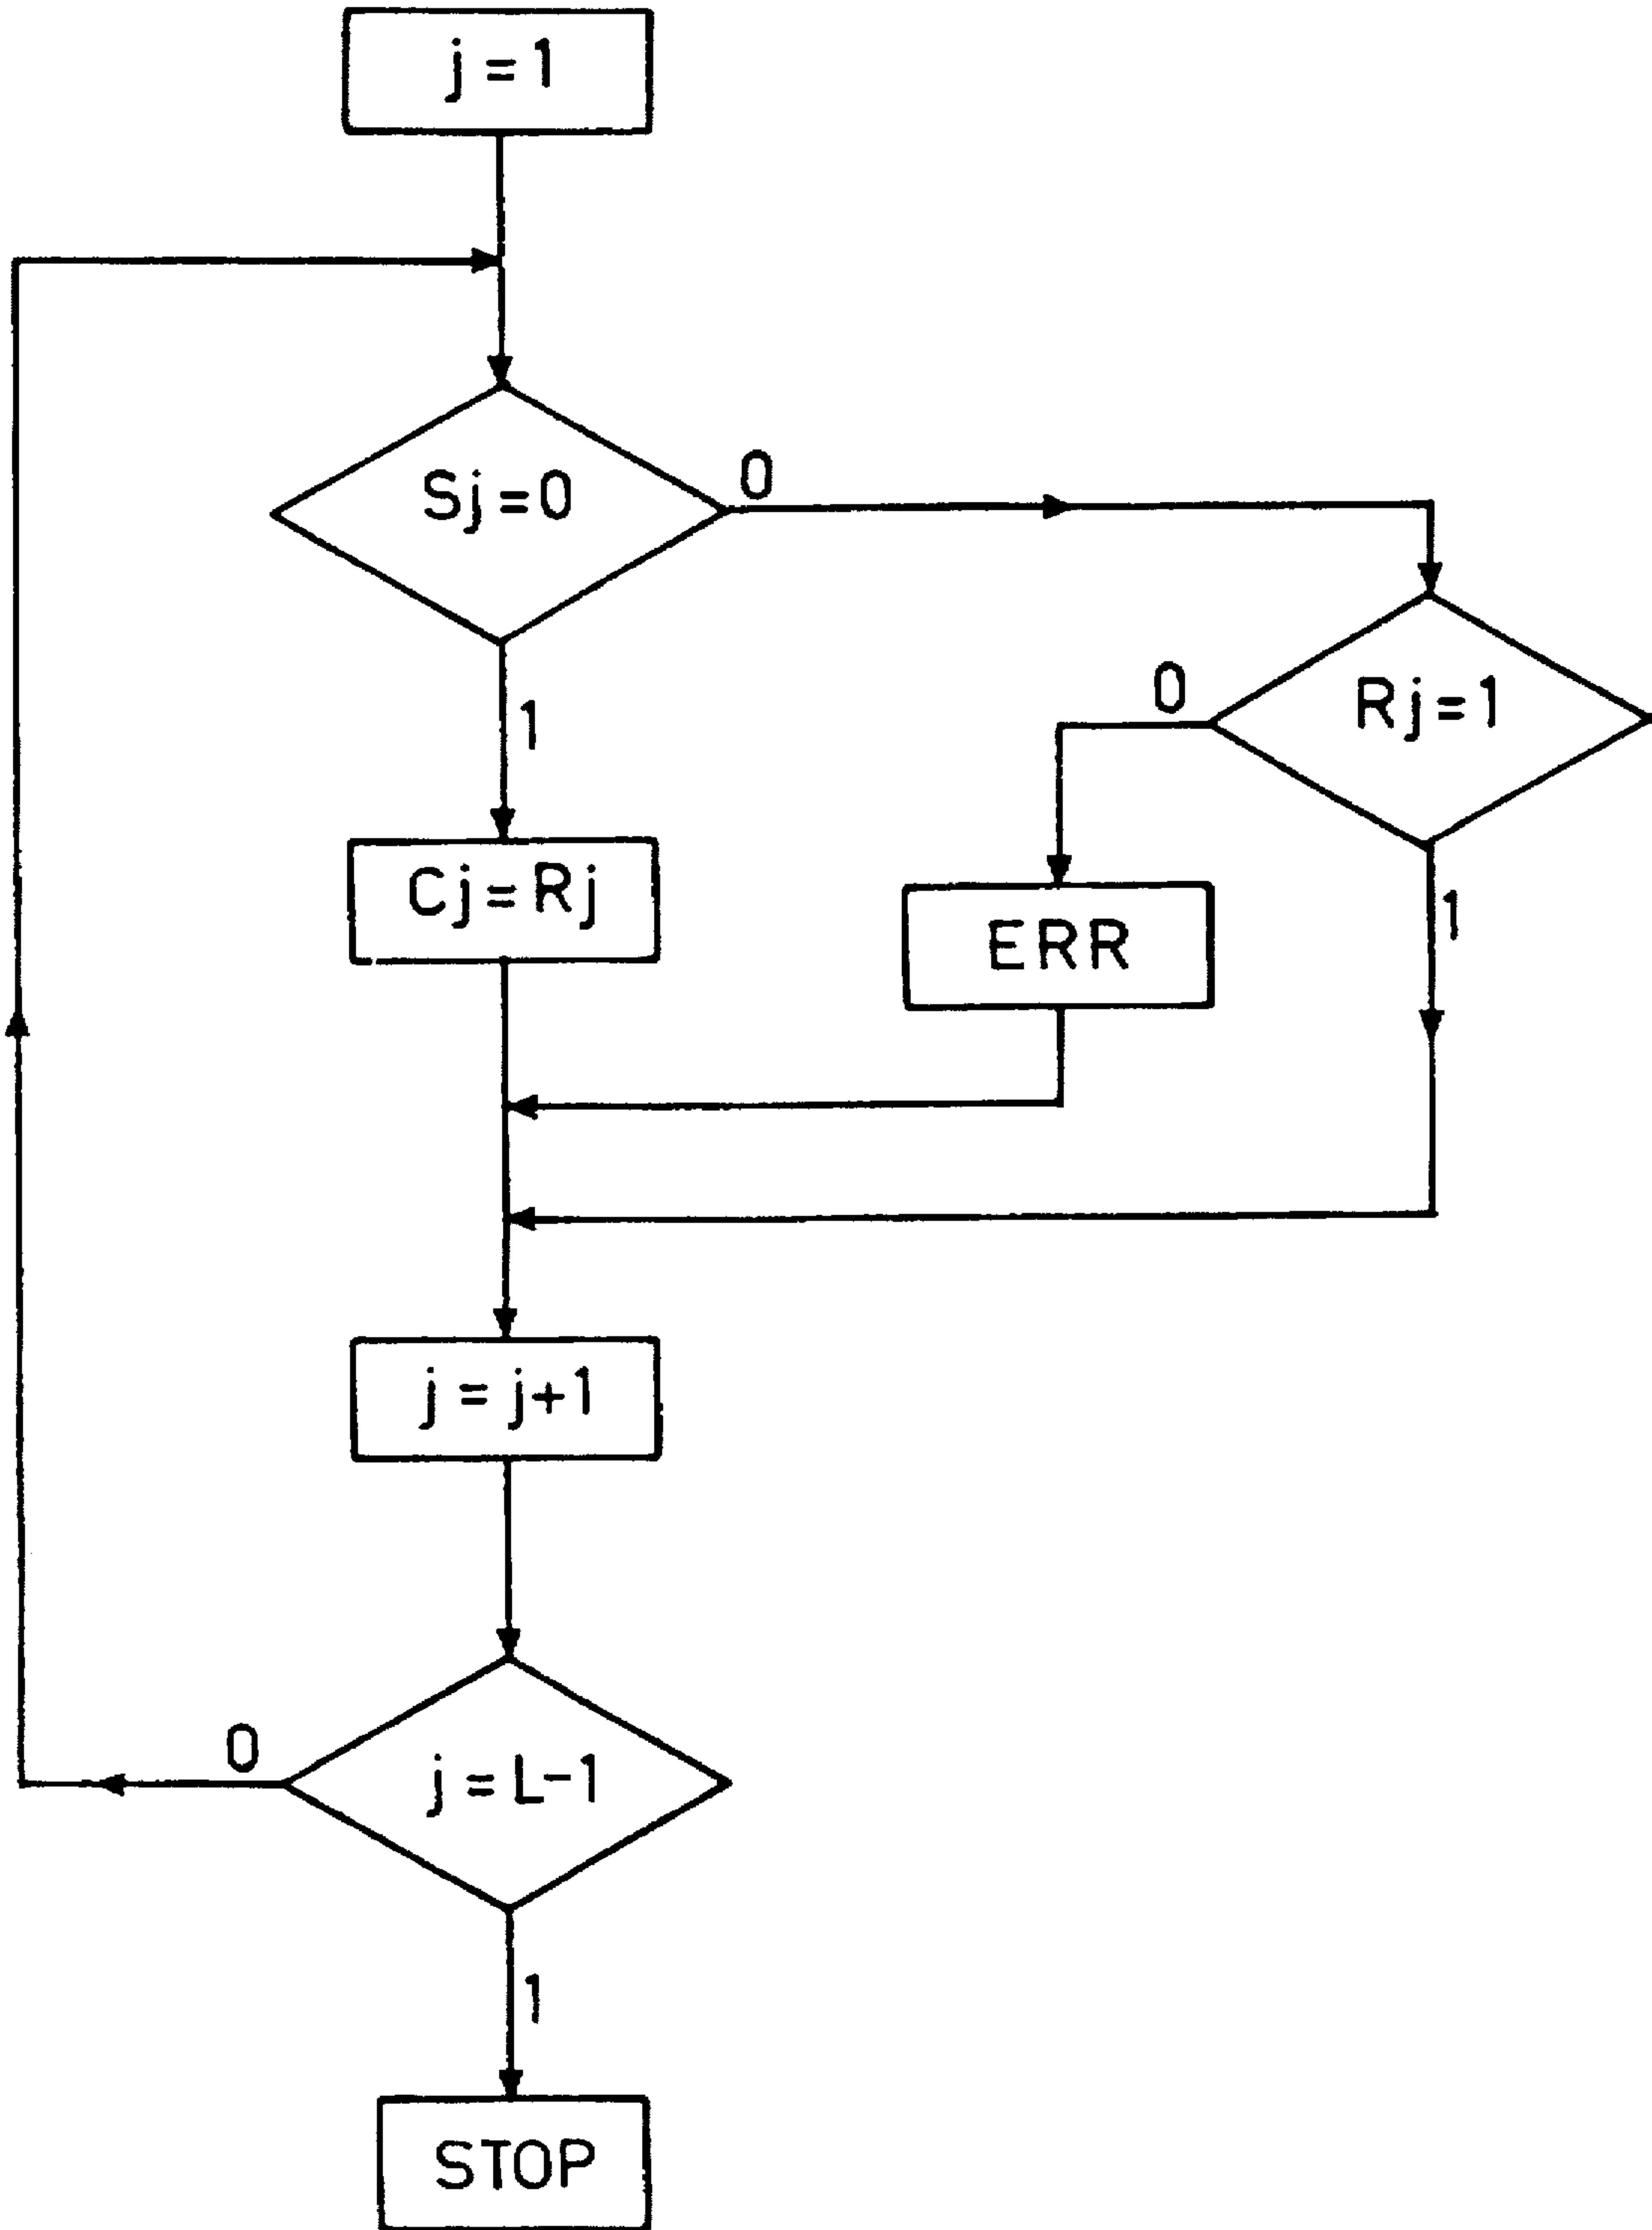 j = 1
Sj = 0
0
1
Rj = 1
0
1
Cj = Rj
ERR
j = j+1
j = L-1
0
1
STOP